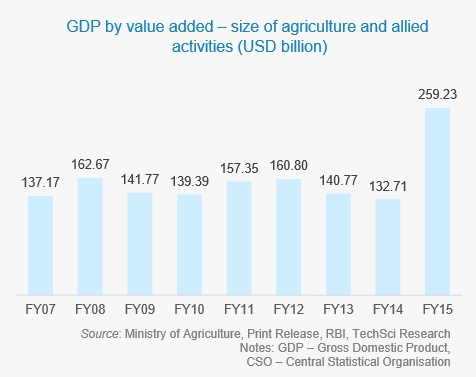 GDP by value added – size of agriculture and allied
activities (USD billion)
259.23
162.67
157.35
160.80
137.17
141.77
139.39
140.77
132.71
FY07 FY08 FY09 FY10 FY11 FY12 FY13 FY14 FY15
Source: Ministry of Agriculture, Print Release, RBI, TechSci Research
Notes: GDP – Gross Domestic Product,
CSO – Central Statistical Organisation